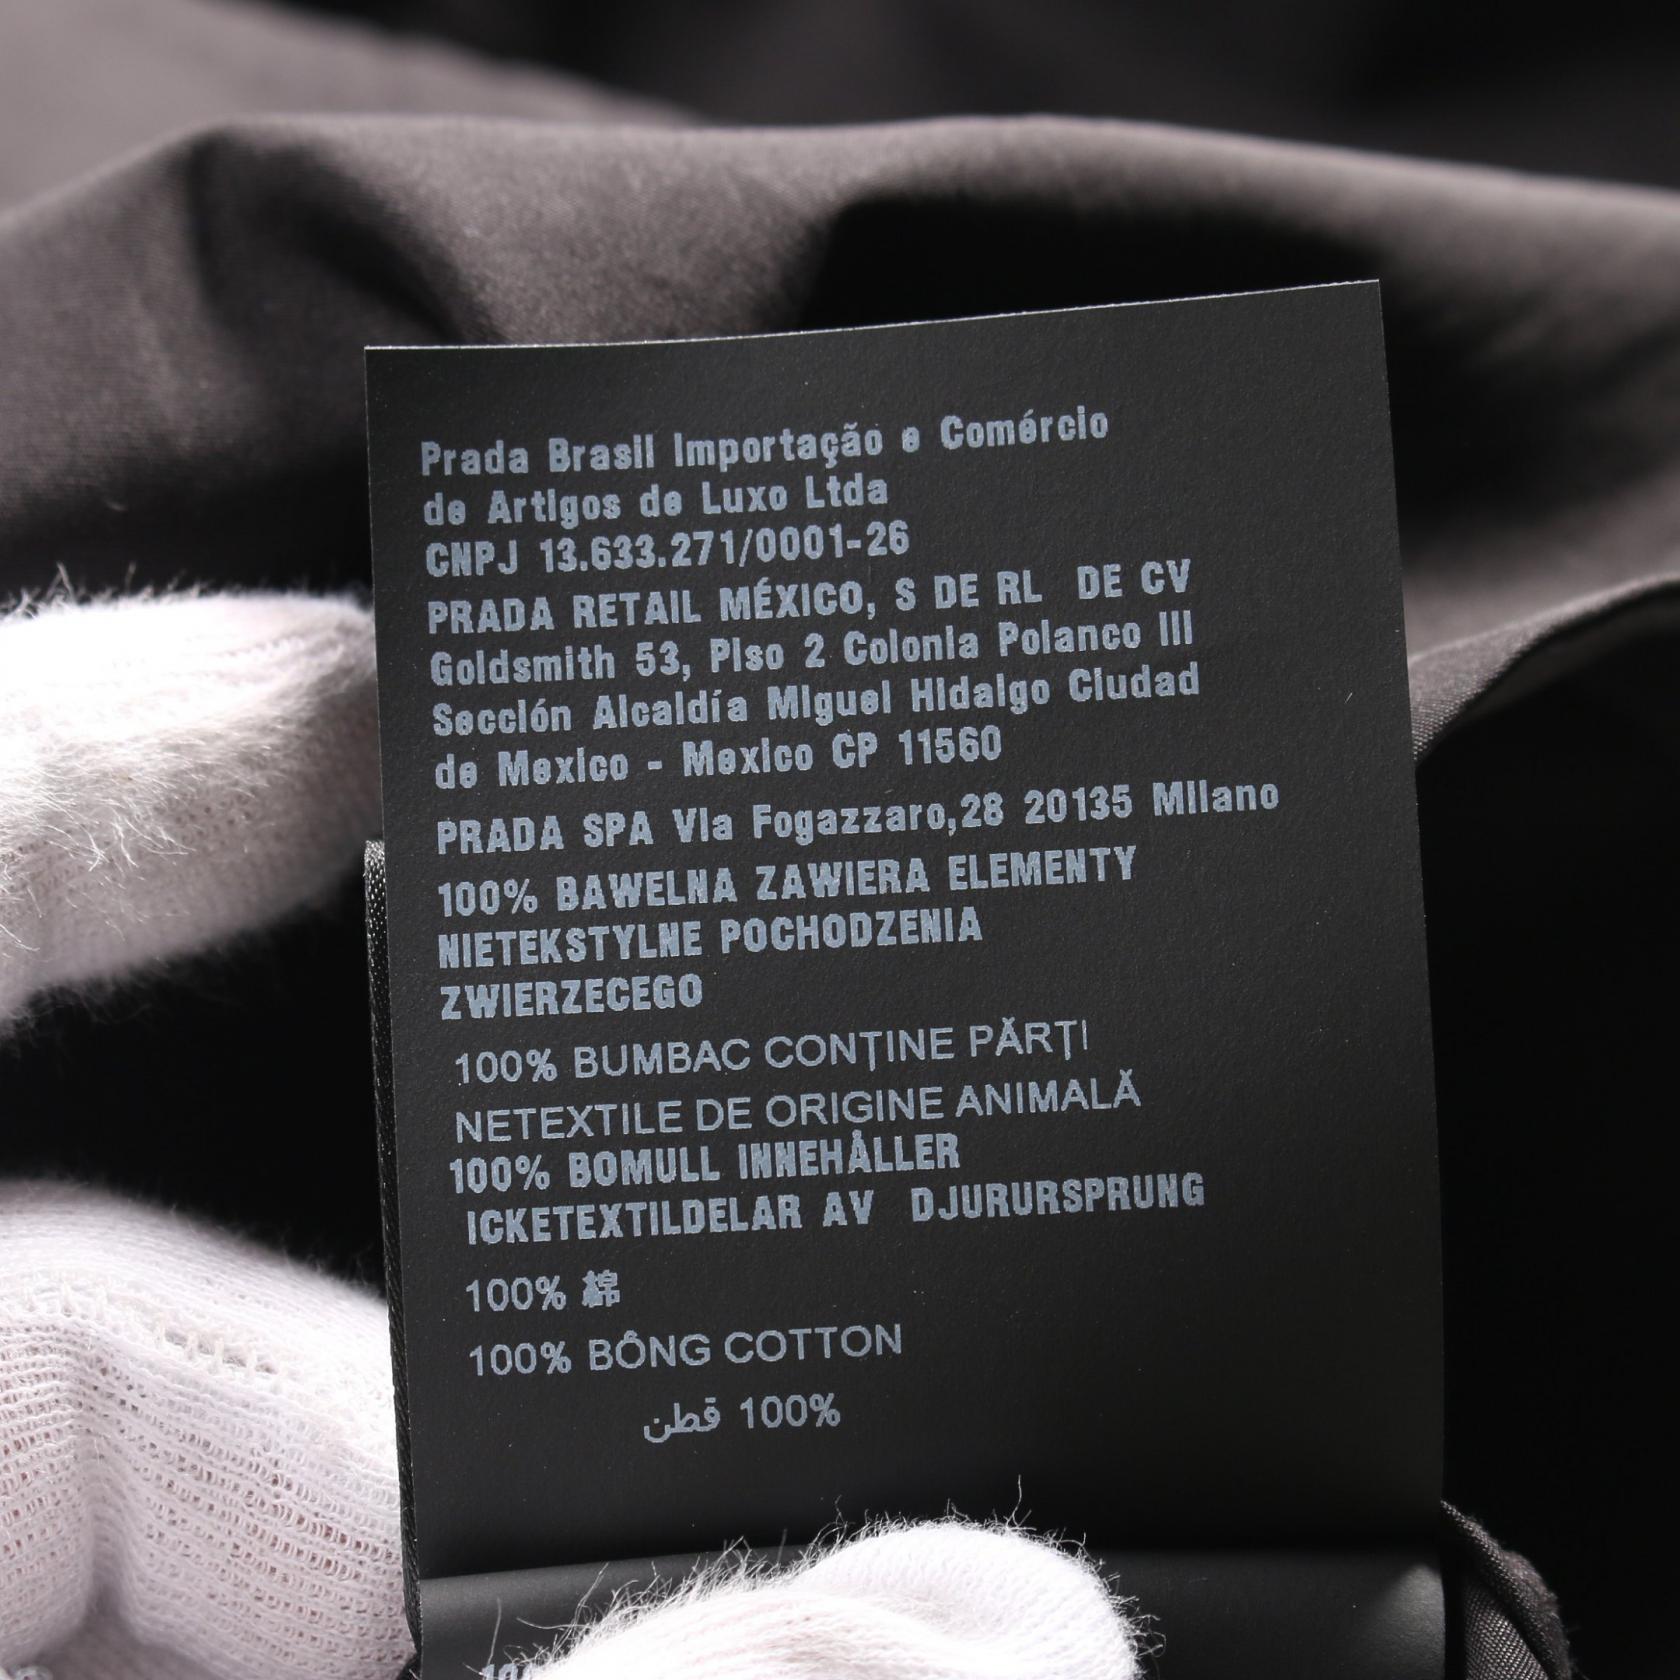 Prada Brasil Importação e Comércio
de Artigos de Luxo Ltda
CNPJ 13.633.271/0001-26
PRADA RETAIL MÉXICO, S DE RL DE CV
Goldsmith 53, Piso 2 Colonia Polanco III
Sección Alcaldía Miguel Hidalgo Ciudad
de Mexico - Mexico CP 11560
PRADA SPA Via Fogazzaro,28 20135 Milano
100% BAWELNA ZAWIERA ELEMENTY
NIETEKSTYLNE POCHODZENIA
ZWIERZECEGO
100% BUMBAC CONȚINE PĂRȚI
NETEXTILE DE ORIGINE ANIMALĂ
100% BOMULL INNEHÅLLER
ICKETEXTILDELAR AV DJURURSPRUNG
100% 綿
100% BÔNG COTTON
100% قطن